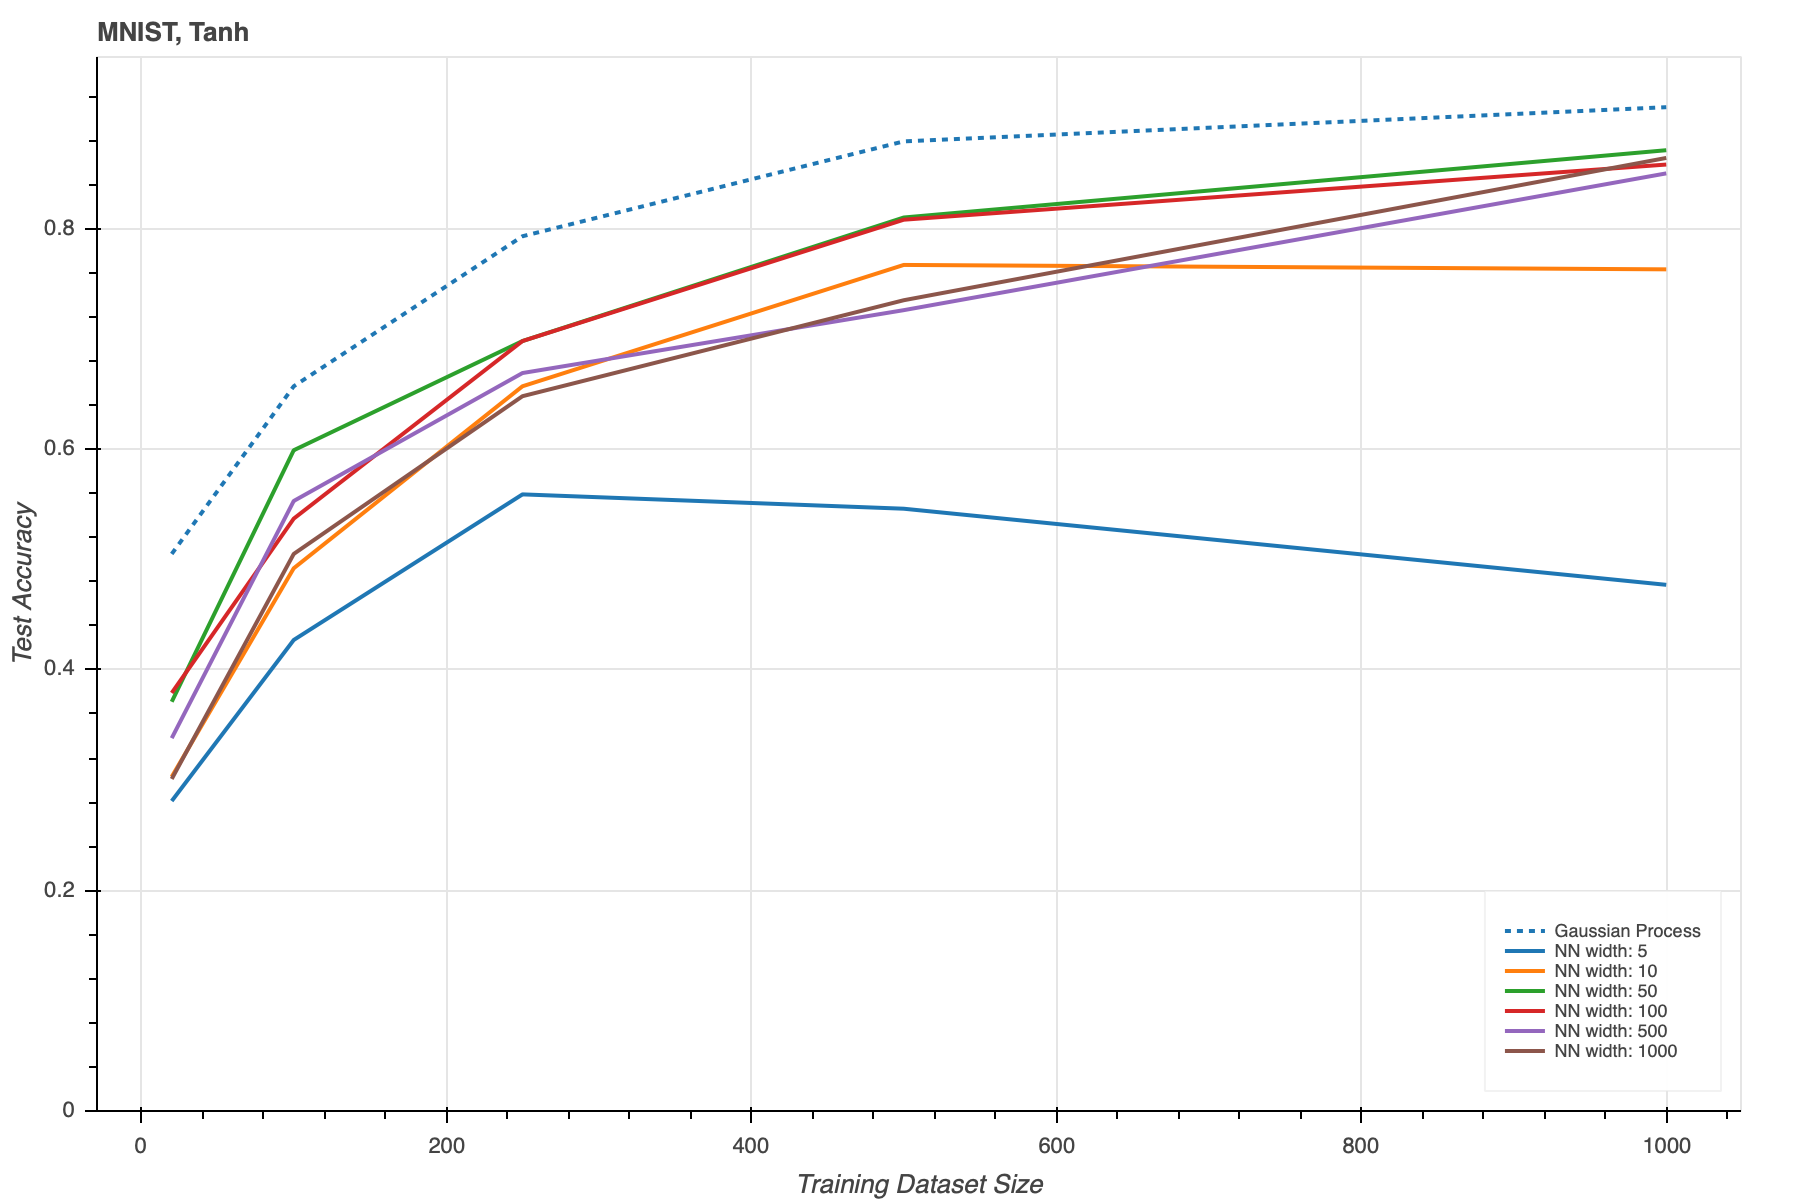 MNIST, Tanh
Test Accuracy
0.8
0.6
0.4
0.2
0
0 200 400 600 800 1000
Training Dataset Size
Gaussian Process
NN width: 5
NN width: 10
NN width: 50
NN width: 100
NN width: 500
NN width: 1000